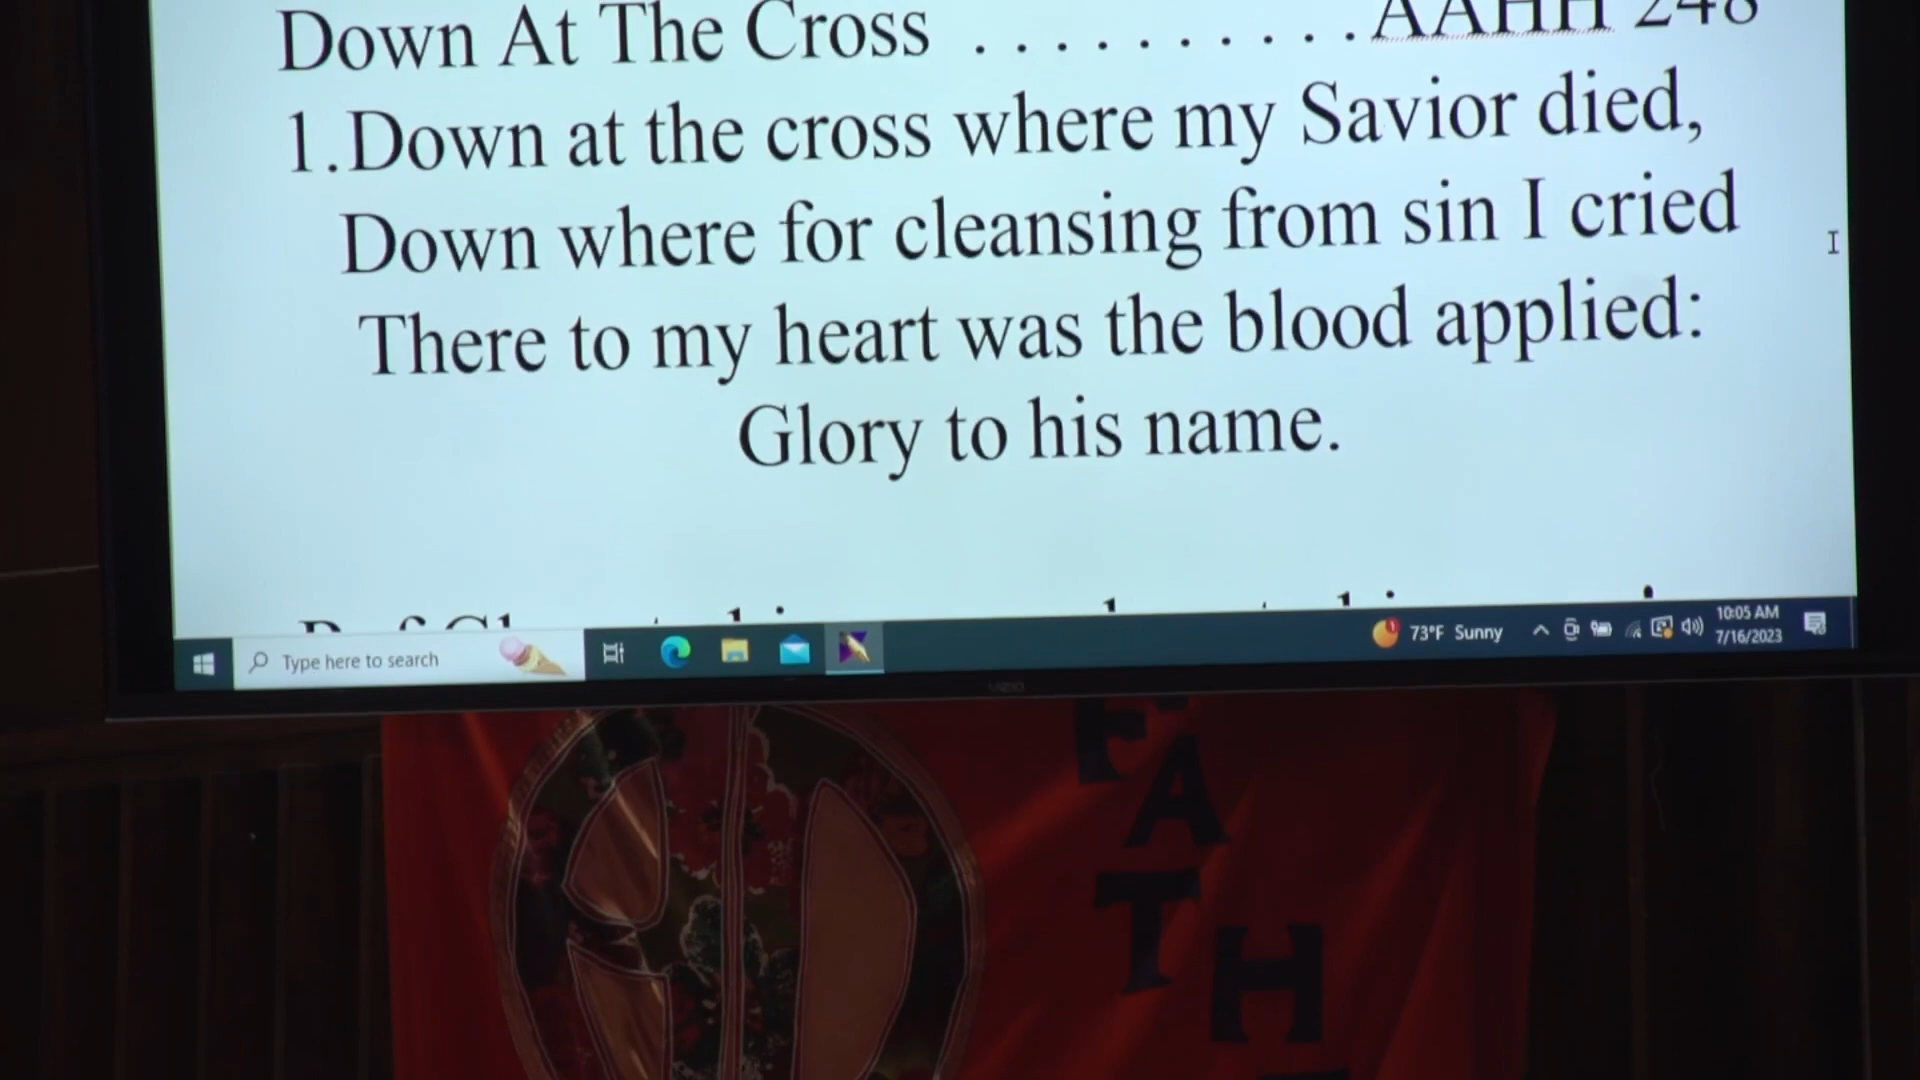 Down At The Cross . . . . . . . . . . AAHH 248
1. Down at the cross where my Savior died,
Down where for cleansing from sin I cried
There to my heart was the blood applied:
Glory to his name.
Type here to search
73°F Sunny
10:05 AM
7/16/2023
VIZIO
F
A
T
H